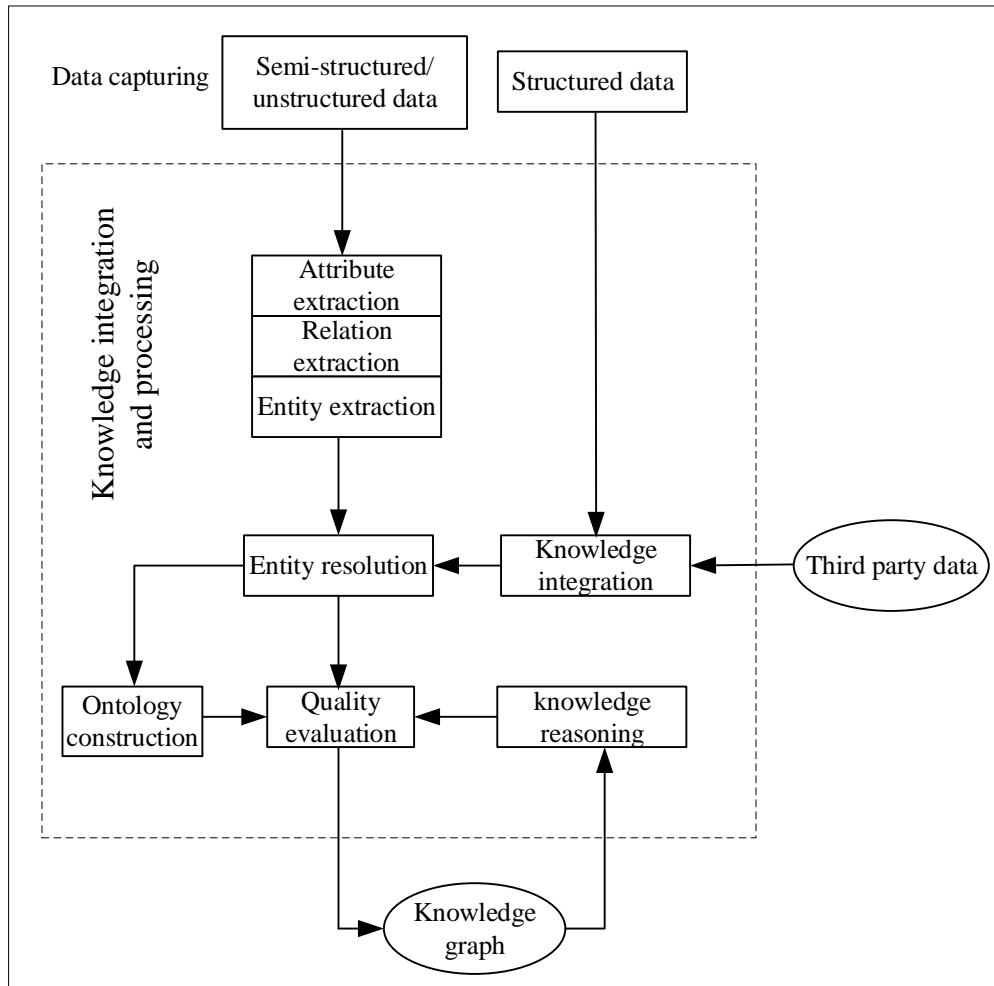 Data capturing
Semi-structured/
unstructured data
Structured data
Knowledge integration
and processing
Attribute
extraction
Relation
extraction
Entity extraction
Entity resolution
Knowledge
integration
Third party data
Ontology
construction
Quality
evaluation
knowledge
reasoning
Knowledge
graph